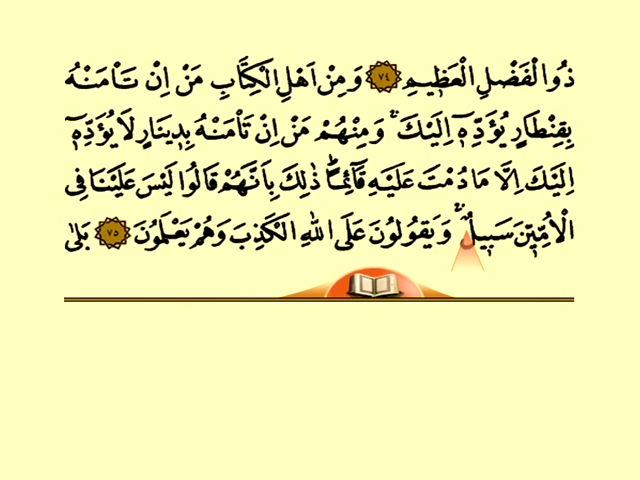 ذُوا الْفَضْلِ الْعَظِيمِ ﴿٧٤﴾ وَمِنْ اَهْلِ الْكِتَابِ مَنْ اِنْ تَاْمَنْهُ
بِقِنْطَارٍ يُؤَدِّهٖٓ اِلَيْكَۚ وَمِنْهُمْ مَنْ اِنْ تَاْمَنْهُ بِدٖينَارٍ لَا يُؤَدِّهٖٓ
اِلَيْكَ اِلَّا مَا دُمْتَ عَلَيْهِ قَٓائِمًاۜ ذٰلِكَ بِاَنَّهُمْ قَالُوا لَيْسَ عَلَيْنَا فِى
الْاُمِّيّٖنَ سَبٖيلٌۚ وَيَقُولُونَ عَلَى اللّٰهِ الْكَذِبَ وَهُمْ يَعْلَمُونَ ﴿٧٥﴾ بَلٰى